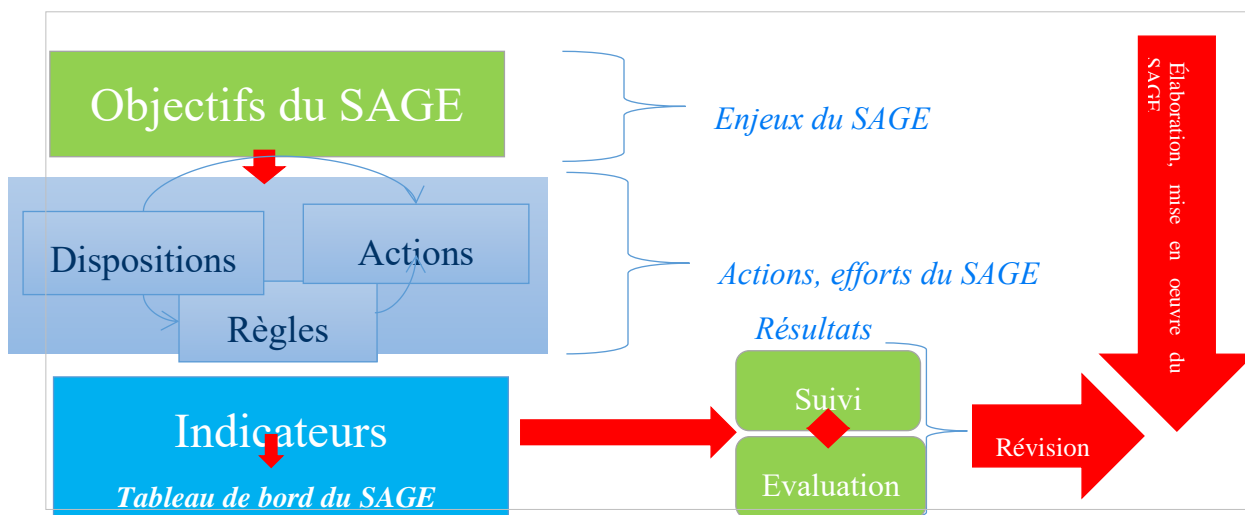 Objectifs du SAGE
Enjeux du SAGE
Dispositions
Actions
Règles
Actions, efforts du SAGE
Résultats
Indicateurs
Tableau de bord du SAGE
Suivi
Evaluation
Révision
Élaboration, mise en oeuvre du
SAGE